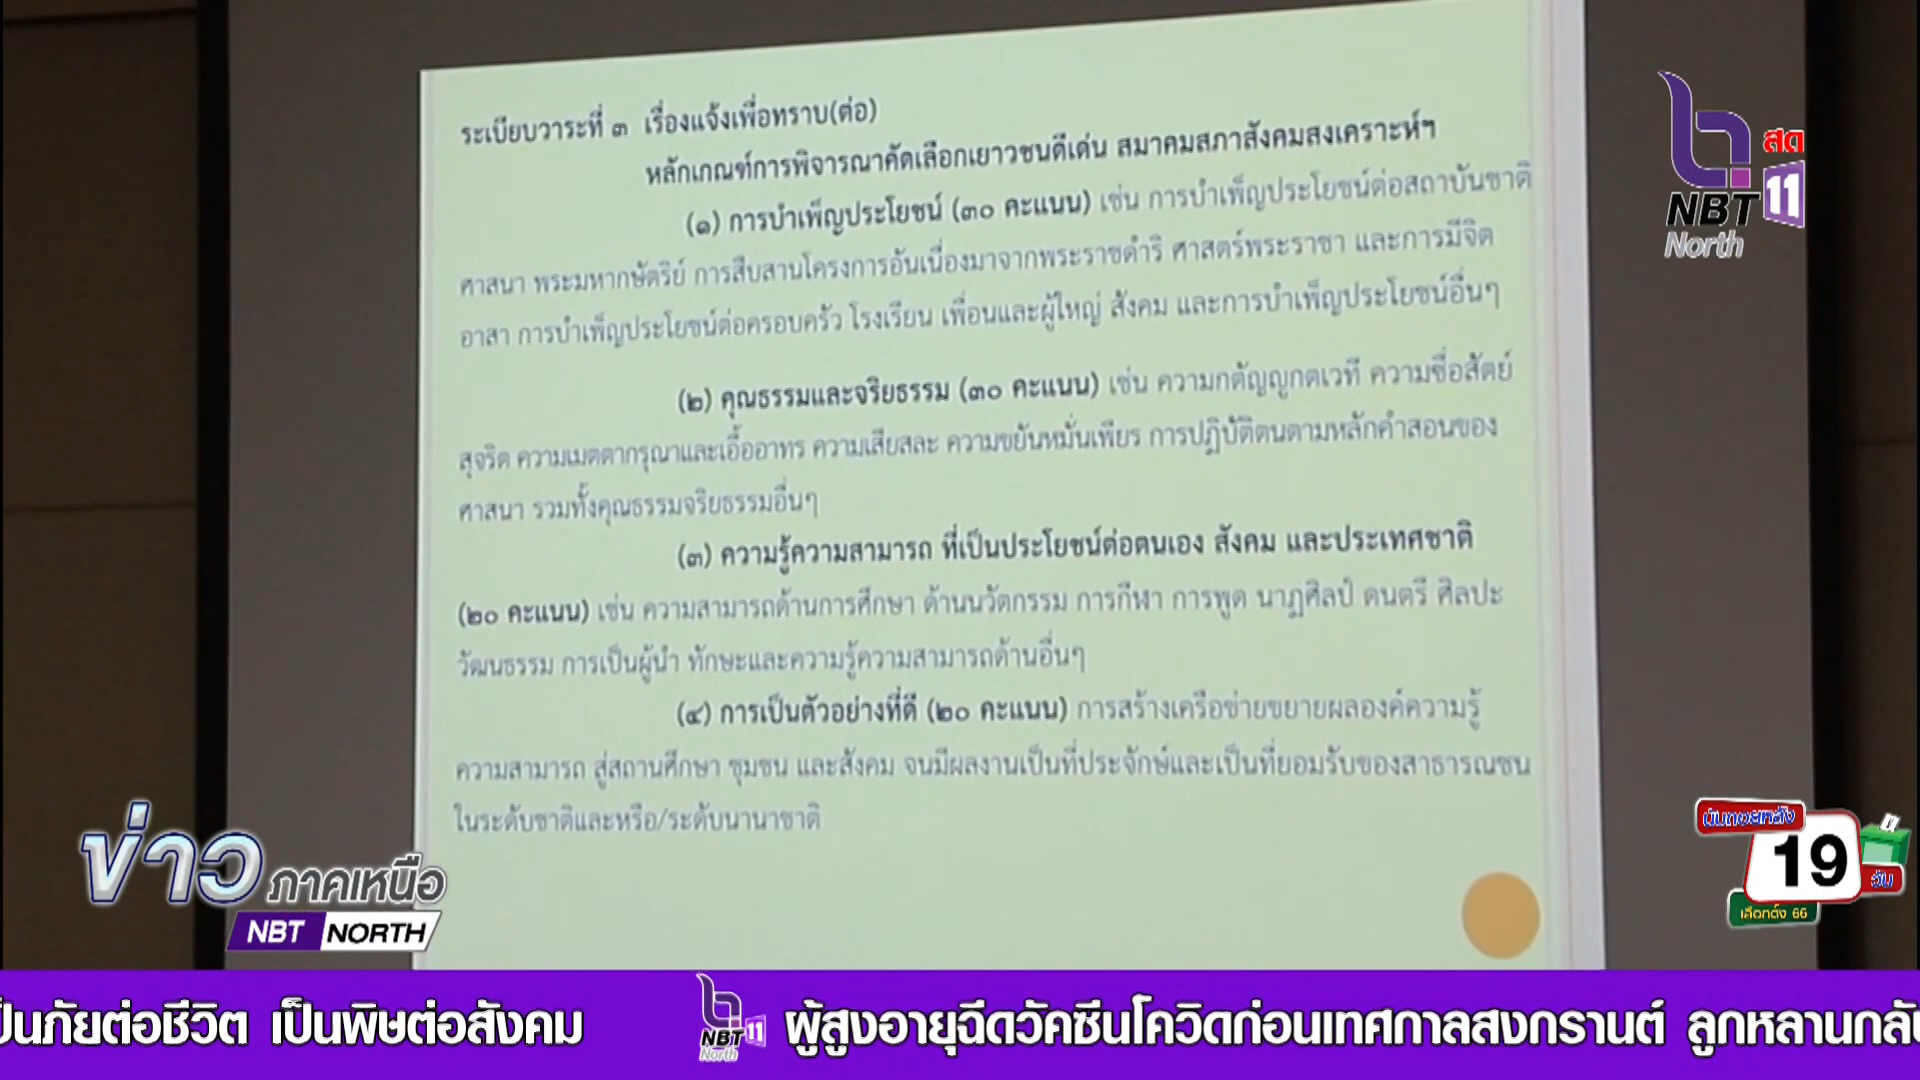 ระเบียบวาระที่ ๓ เรื่องแจ้งเพื่อทราบ(ต่อ)
หลักเกณฑ์การพิจารณาคัดเลือกเยาวชนดีเด่น สมาคมสภาสังคมสงเคราะห์ฯ
(๑) การบำเพ็ญประโยชน์ (๓๐ คะแนน) เช่น การบำเพ็ญประโยชน์ต่อสถาบันชาติ
ศาสนา พระมหากษัตริย์ การสืบสานโครงการอันเนื่องมาจากพระราชดำริ ศาสตร์พระราชา และการมีจิต
อาสา การบำเพ็ญประโยชน์ต่อครอบครัว โรงเรียน เพื่อนและผู้ใหญ่ สังคม และการบำเพ็ญประโยชน์อื่นๆ
(๒) คุณธรรมและจริยธรรม (๓๐ คะแนน) เช่น ความกตัญญูกตเวที ความซื่อสัตย์
สุจริต ความเมตตากรุณาและเอื้ออาทร ความเสียสละ ความขยันหมั่นเพียร การปฏิบัติตนตามหลักคำสอนของ
ศาสนา รวมทั้งคุณธรรมจริยธรรมอื่นๆ
(๓) ความรู้ความสามารถ ที่เป็นประโยชน์ต่อตนเอง สังคม และประเทศชาติ
(๒๐ คะแนน) เช่น ความสามารถด้านการศึกษา ด้านนวัตกรรม การกีฬา การพูด นาฏศิลป์ ดนตรี ศิลปะ
วัฒนธรรม การเป็นผู้นำ ทักษะและความรู้ความสามารถด้านอื่นๆ
(๔) การเป็นตัวอย่างที่ดี (๒๐ คะแนน) การสร้างเครือข่ายขยายผลองค์ความรู้
ความสามารถ สู่สถานศึกษา ชุมชน และสังคม จนมีผลงานเป็นที่ประจักษ์และเป็นที่ยอมรับของสาธารณชน
ในระดับชาติและหรือ/ระดับนานาชาติ
สด
NBT 11
North
ข่าว ภาคเหนือ
NBT NORTH
นับถอยหลัง
19
วัน
เลือกตั้ง 66
ป็นภัยต่อชีวิต เป็นพิษต่อสังคม NBT 11 North ผู้สูงอายุฉีดวัคซีนโควิดก่อนเทศกาลสงกรานต์ ลูกหลานกลับ